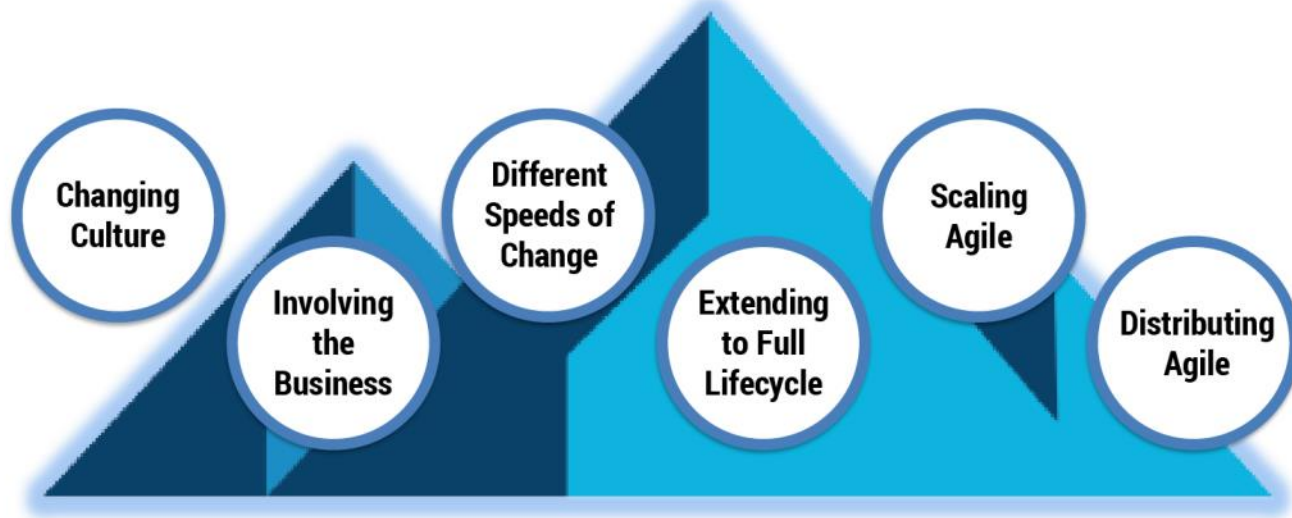 Changing
Culture
Involving
the
Business
Different
Speeds of
Change
Extending
to Full
Lifecycle
Scaling
Agile
Distributing
Agile